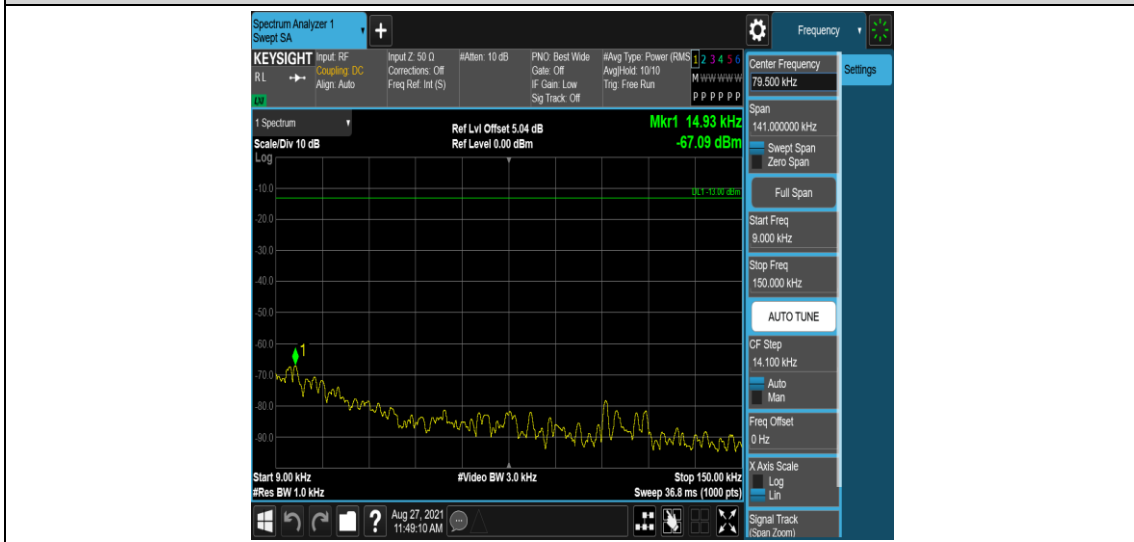 Spectrum Analyzer 1
Swept SA
+
Frequency
KEYSIGHT
RL
LXI
Input: RF
Coupling: DC
Align: Auto
Input Z: 50 Ω
Corrections: Off
Freq Ref: Int (S)
#Atten: 10 dB
PNO: Best Wide
Gate: Off
IF Gain: Low
Sig Track: Off
#Avg Type: Power (RMS
Avg|Hold: 10/10
Trig: Free Run
1 2 3 4 5 6
M W W W W W
P P P P P P
1 Spectrum
Scale/Div 10 dB
Log
Ref Lvl Offset 5.04 dB
Ref Level 0.00 dBm
Mkr1 14.93 kHz
-67.09 dBm
DL1 -13.00 dBm
-10.0
-20.0
-30.0
-40.0
-50.0
-60.0
1
-70.0
-80.0
-90.0
Start 9.00 kHz
#Video BW 3.0 kHz
Stop 150.00 kHz
#Res BW 1.0 kHz
Sweep 36.8 ms (1000 pts)
Center Frequency
79.500 kHz
Settings
Span
141.000000 kHz
Swept Span
Zero Span
Full Span
Start Freq
9.000 kHz
Stop Freq
150.000 kHz
AUTO TUNE
CF Step
14.100 kHz
Auto
Man
Freq Offset
0 Hz
X Axis Scale
Log
Lin
Signal Track
(Span Zoom)
?
Aug 27, 2021
11:49:10 AM